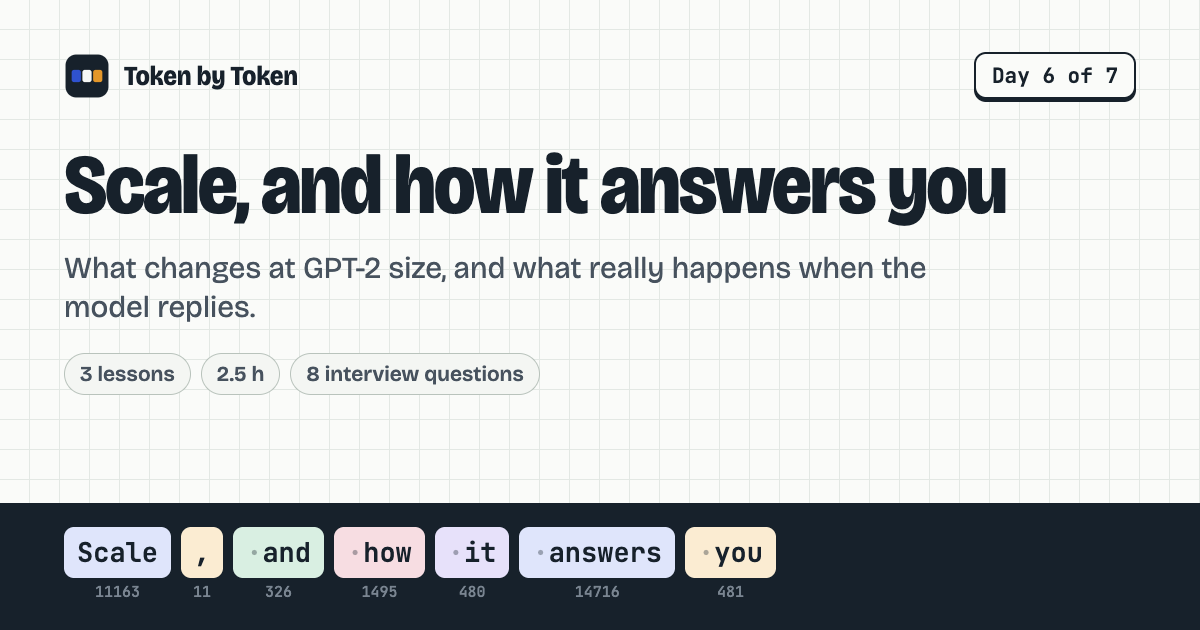 Token by Token
Day 6 of 7
Scale, and how it answers you
What changes at GPT-2 size, and what really happens when the
model replies.
3 lessons
2.5 h
8 interview questions
Scale , ·and ·how ·it ·answers ·you
11163 11 326 1495 480 14716 481